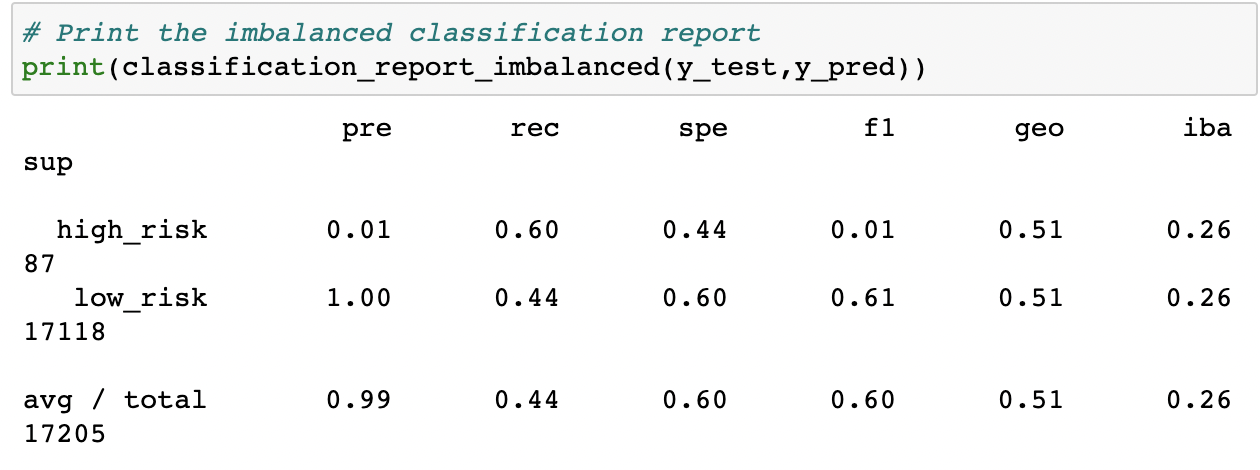 # Print the imbalanced classification report
print(classification_report_imbalanced(y_test,y_pred))
pre rec spe f1 geo iba
sup
high_risk 0.01 0.60 0.44 0.01 0.51 0.26
87
low_risk 1.00 0.44 0.60 0.61 0.51 0.26
17118
avg / total 0.99 0.44 0.60 0.60 0.51 0.26
17205